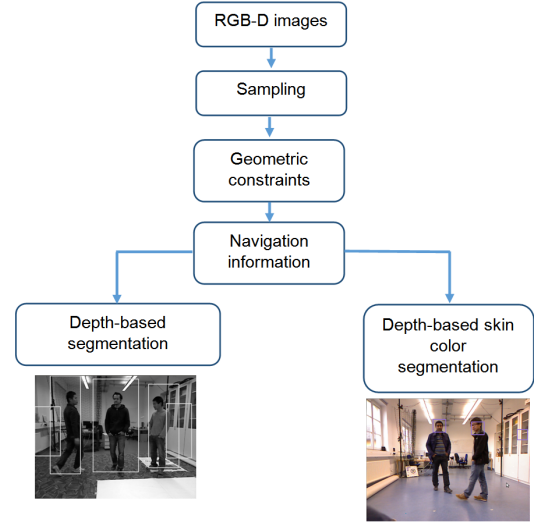 RGB-D images
Sampling
Geometric
constraints
Navigation
information
Depth-based
segmentation
Depth-based skin
color
segmentation